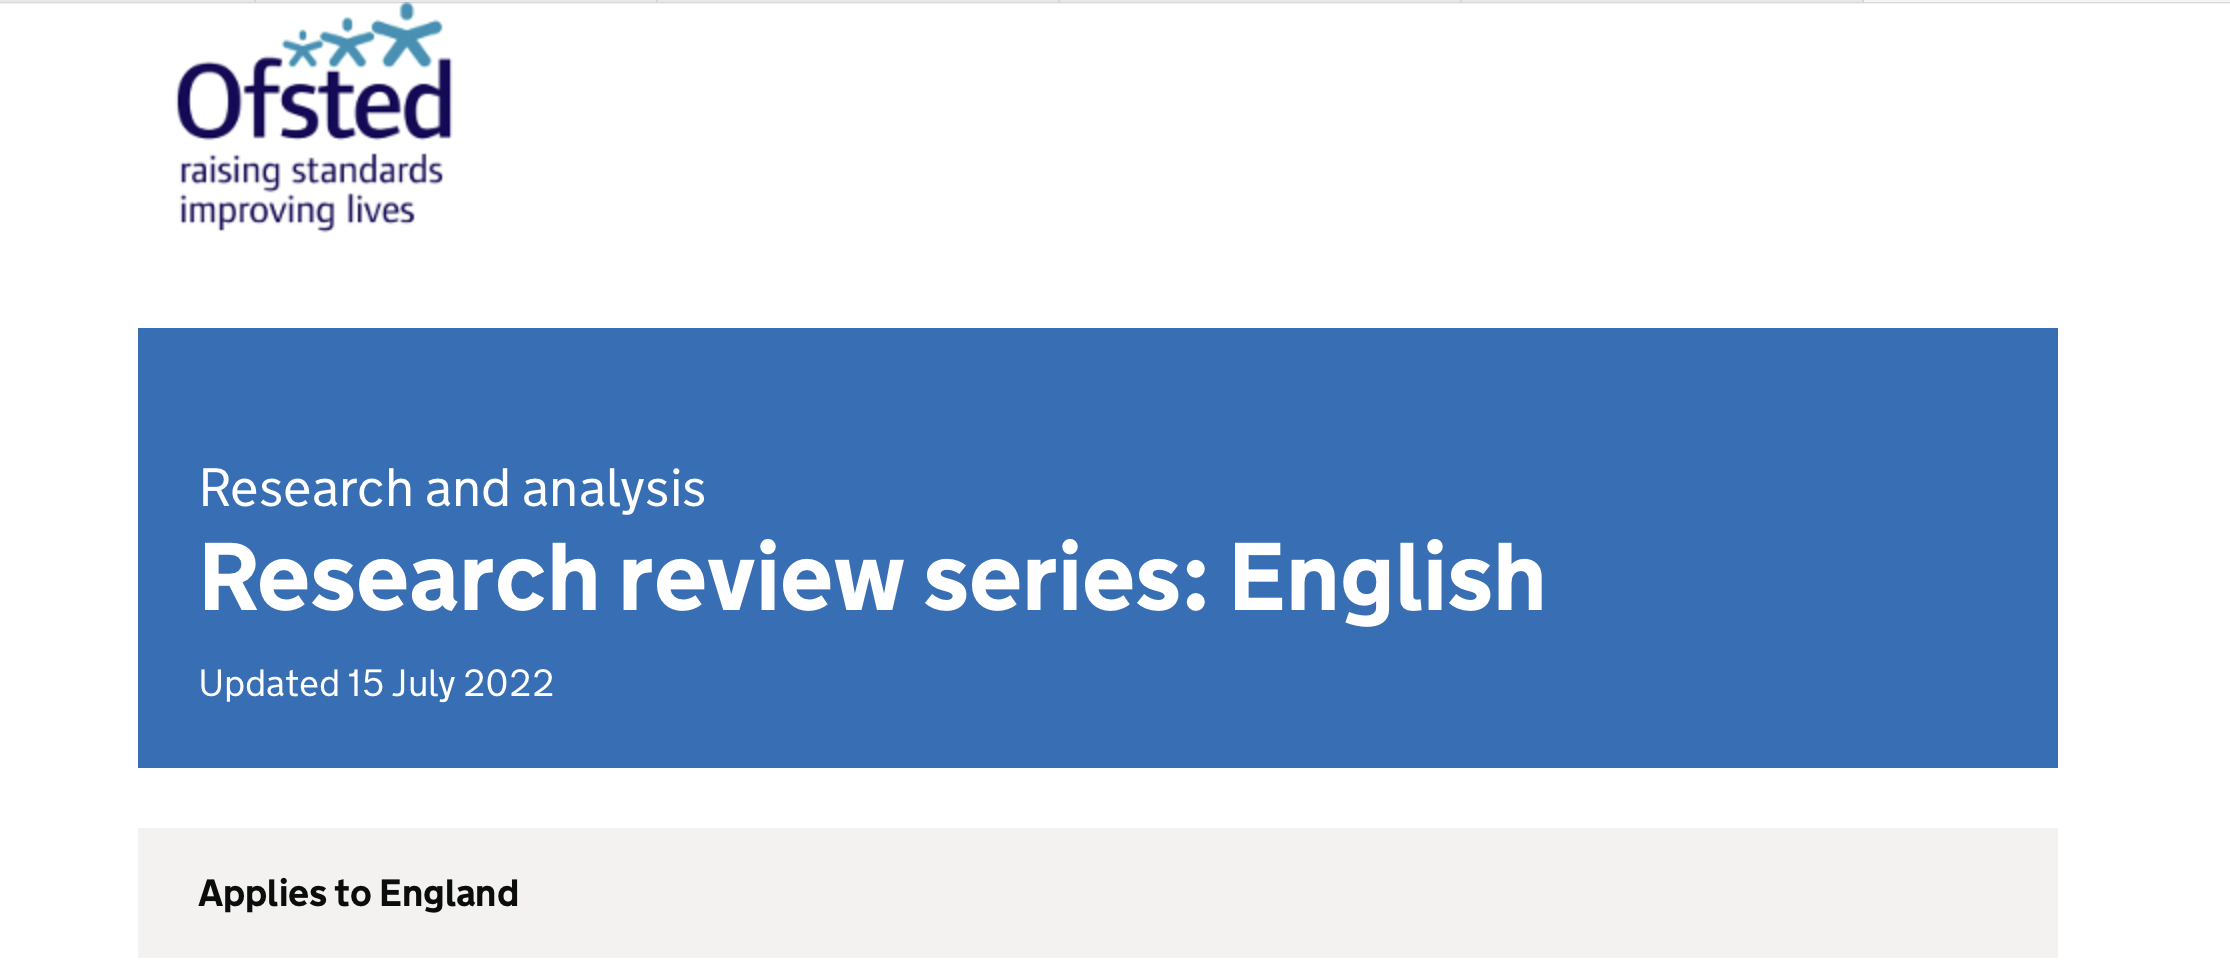 Ofsted
raising standards
improving lives
Research and analysis
Research review series: English
Updated 15 July 2022
Applies to England